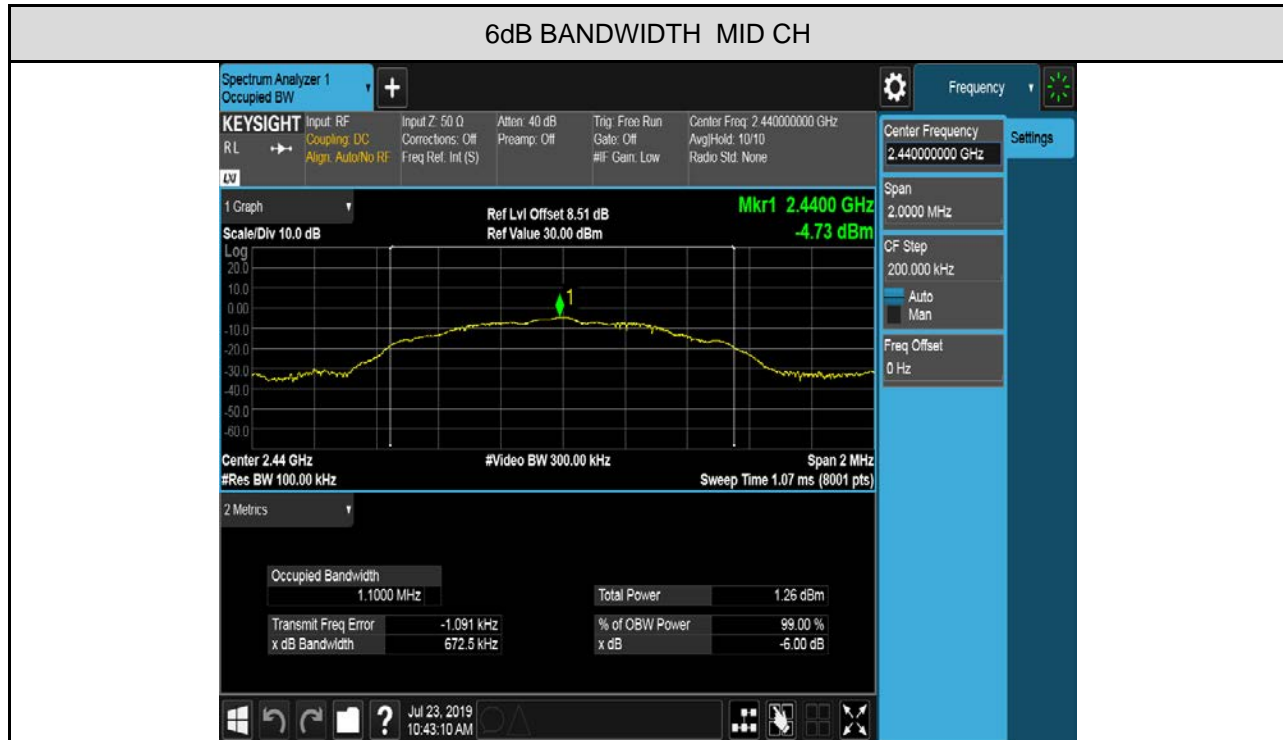 6dB BANDWIDTH MID CH
Spectrum Analyzer 1
Occupied BW
+
Frequency
KEYSIGHT
RL
LXI
Input: RF
Coupling: DC
Align: Auto/No RF
Input Z: 50 Ω
Corrections: Off
Freq Ref: Int (S)
Atten: 40 dB
Preamp: Off
Trig: Free Run
Gate: Off
#IF Gain: Low
Center Freq: 2.440000000 GHz
Avg|Hold: 10/10
Radio Std: None
Center Frequency
2.440000000 GHz
Settings
Span
2.0000 MHz
CF Step
200.000 kHz
Auto
Man
Freq Offset
0 Hz
1 Graph
Scale/Div 10.0 dB
Ref Lvl Offset 8.51 dB
Ref Value 30.00 dBm
Mkr1 2.4400 GHz
-4.73 dBm
Log
20.0
10.0
0.00
-10.0
-20.0
-30.0
-40.0
-50.0
-60.0
1
Center 2.44 GHz
#Res BW 100.00 kHz
#Video BW 300.00 kHz
Span 2 MHz
Sweep Time 1.07 ms (8001 pts)
2 Metrics
Occupied Bandwidth
1.1000 MHz
Total Power 1.26 dBm
Transmit Freq Error -1.091 kHz
% of OBW Power 99.00 %
x dB Bandwidth 672.5 kHz
x dB -6.00 dB
?
Jul 23, 2019
10:43:10 AM